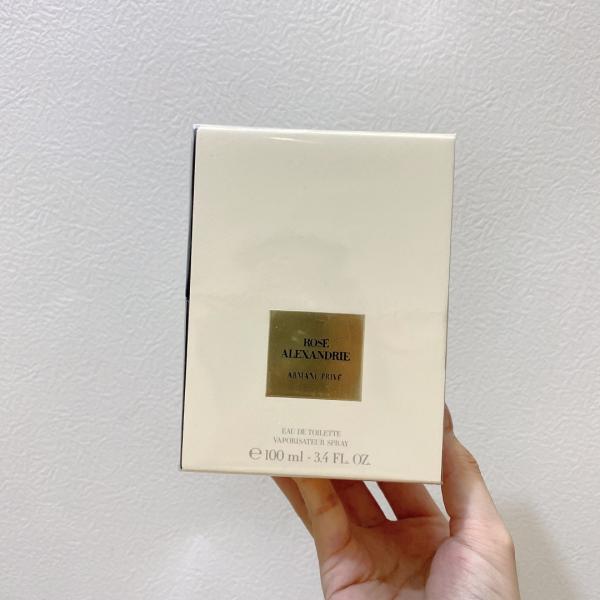 ROSE
ALEXANDRIE
ARMANI PRIVÉ
EAU DE TOILETTE
VAPORISATEUR SPRAY
℮ 100 ml - 3.4 FL. OZ.